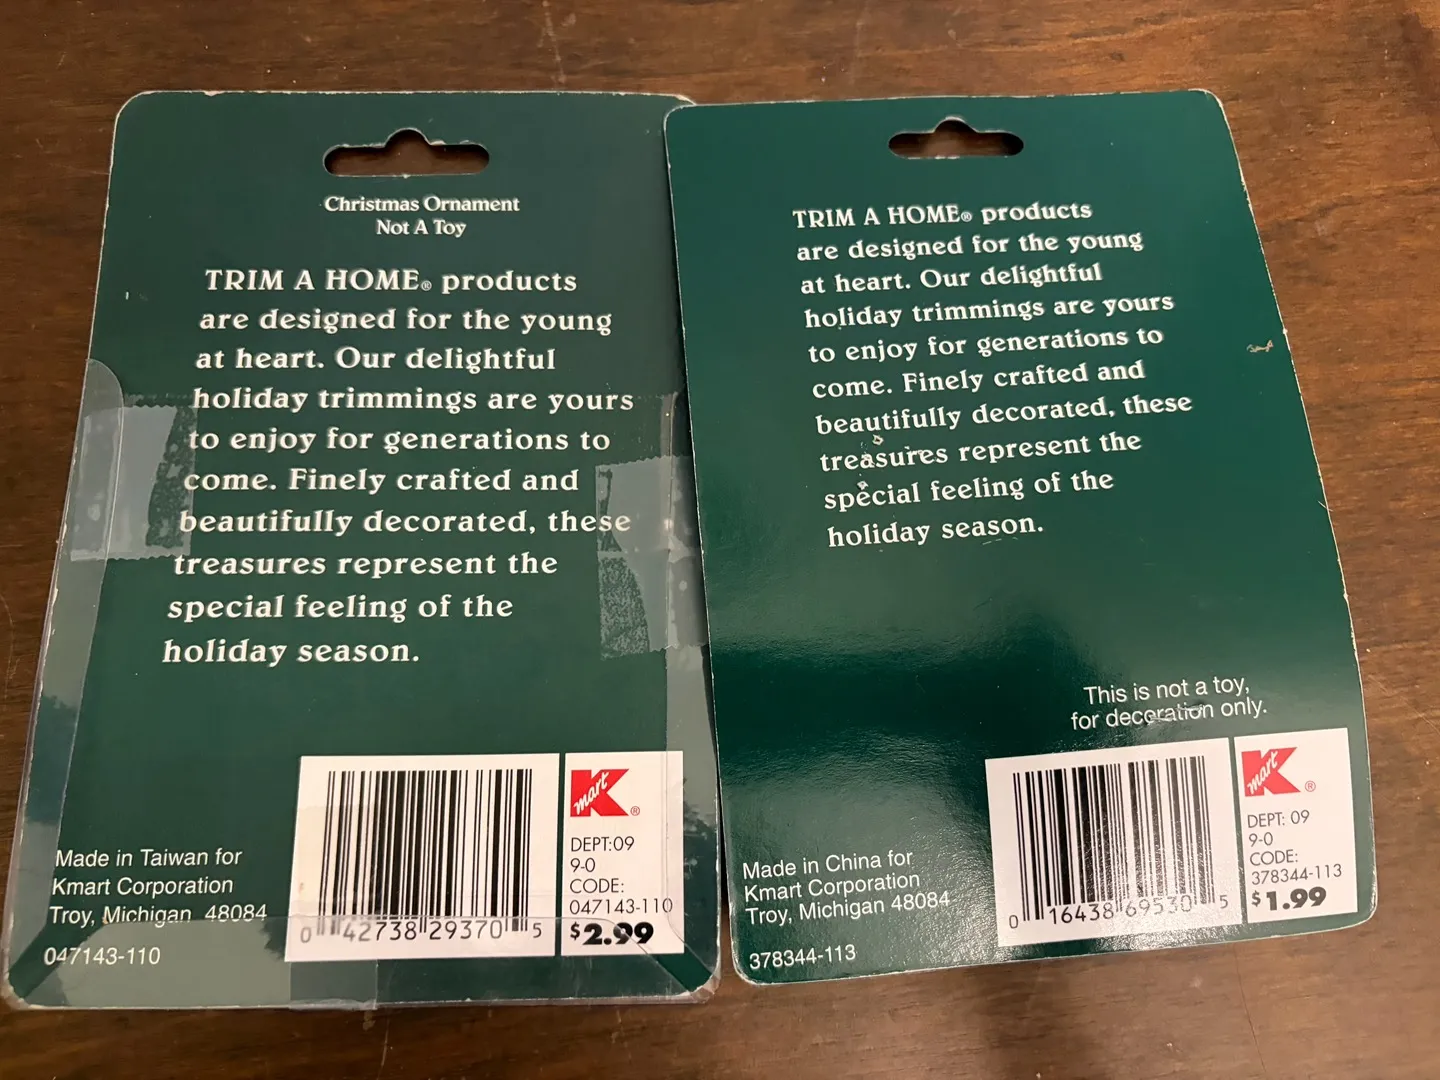 Christmas Ornament
Not A Toy
TRIM A HOME® products
are designed for the young
at heart. Our delightful
holiday trimmings are yours
to enjoy for generations to
come. Finely crafted and
beautifully decorated, these
treasures represent the
special feeling of the
holiday season.
Made in Taiwan for
Kmart Corporation
Troy, Michigan 48084
047143-110
0 42738 29370 5
Kmart®
DEPT:09
9-0
CODE:
047143-110
$2.99
TRIM A HOME® products
are designed for the young
at heart. Our delightful
holiday trimmings are yours
to enjoy for generations to
come. Finely crafted and
beautifully decorated, these
treasures represent the
special feeling of the
holiday season.
This is not a toy,
for decoration only.
Made in China for
Kmart Corporation
Troy, Michigan 48084
378344-113
0 16438 69530 5
Kmart®
DEPT: 09
9-0
CODE:
378344-113
$1.99